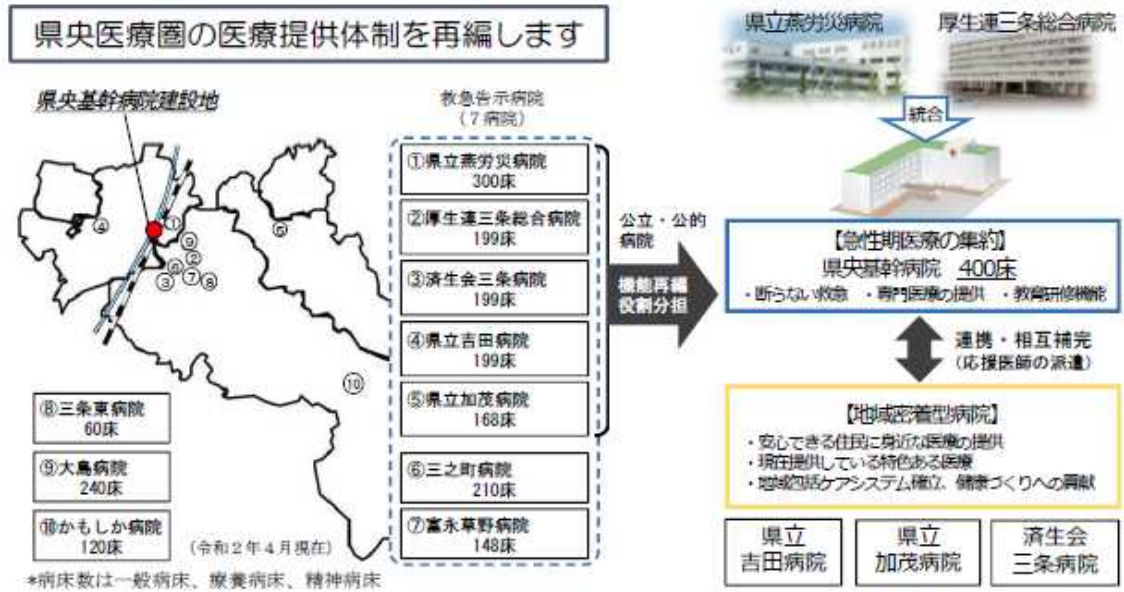 県央医療圏の医療提供体制を再編します
県央基幹病院建設地
①
②
③
④
⑤
⑥
⑦
⑧
⑨
⑩
⑧三条東病院
60床
⑨大島病院
240床
⑩かもしか病院
120床
(令和２年４月現在)
*病床数は一般病床、療養病床、精神病床
救急告示病院
(７病院)
①県立燕労災病院
300床
②厚生連三条総合病院
199床
③済生会三条病院
199床
④県立吉田病院
199床
⑤県立加茂病院
168床
⑥三之町病院
210床
⑦富永草野病院
148床
公立・公的
病院
機能再編
役割分担
県立燕労災病院
厚生連三条総合病院
統合
【急性期医療の集約】
県央基幹病院 400床
・断らない救急 ・専門医療の提供 ・教育研修機能
連携・相互補完
(応援医師の派遣)
【地域密着型病院】
・安心できる住民に身近な医療の提供
・現在提供している特色ある医療
・地域包括ケアシステム確立、健康づくりへの貢献
県立
吉田病院
県立
加茂病院
済生会
三条病院